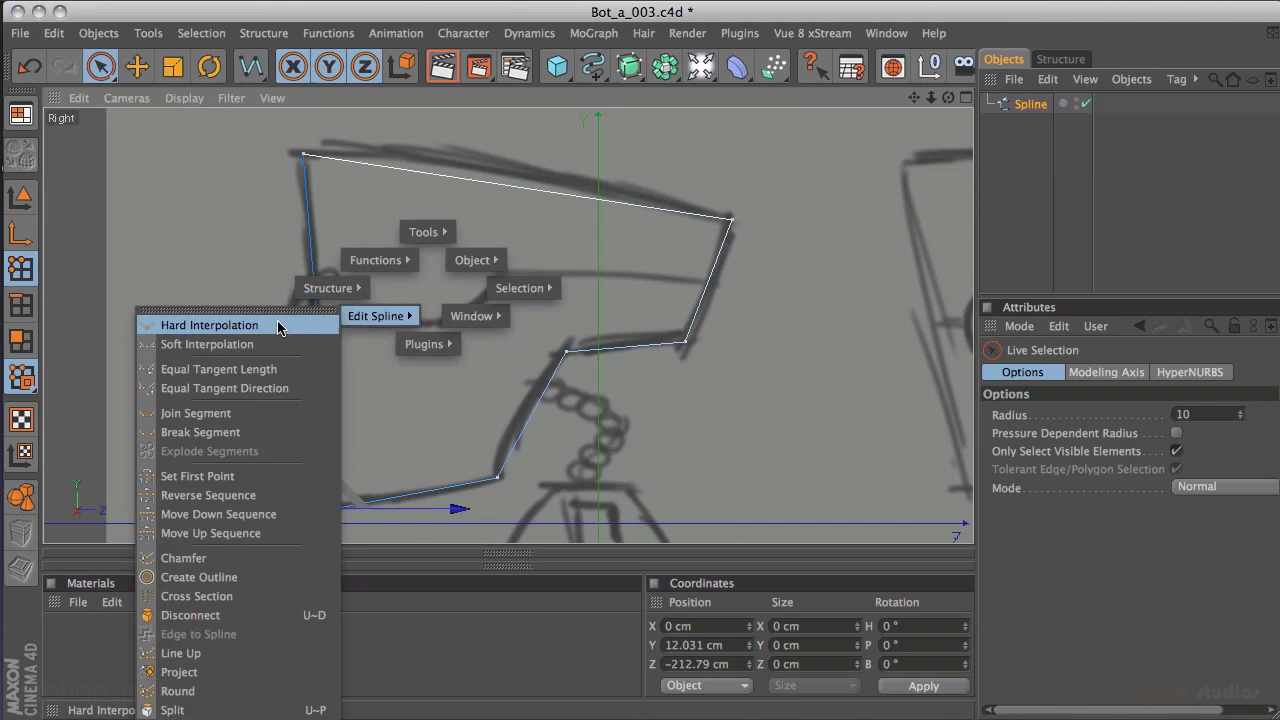 Bot_a_003.c4d *
File Edit Objects Tools Selection Structure Functions Animation Character Dynamics MoGraph Hair Render Plugins Vue 8 xStream Window Help
Objects Structure
File Edit View Objects Tag
Edit Cameras Display Filter View
Spline
Right
Y
Tools
Functions
Object
Structure
Selection
Edit Spline
Window
Plugins
Hard Interpolation
Soft Interpolation
Equal Tangent Length
Equal Tangent Direction
Join Segment
Break Segment
Explode Segments
Set First Point
Reverse Sequence
Move Down Sequence
Move Up Sequence
Chamfer
Create Outline
Cross Section
Disconnect U~D
Edge to Spline
Line Up
Project
Round
Split U~P
Y
X Z
Z
Attributes
Mode Edit User
Live Selection
Options Modeling Axis HyperNURBS
Options
Radius 10
Pressure Dependent Radius
Only Select Visible Elements
Tolerant Edge/Polygon Selection
Mode Normal
Materials
File Edit
Coordinates
Position Size Rotation
X 0 cm X 0 cm H 0 °
Y 12.031 cm Y 0 cm P 0 °
Z -212.79 cm Z 0 cm B 0 °
Object Size Apply
Hard Interpo
MAXON
CINEMA 4D
studios